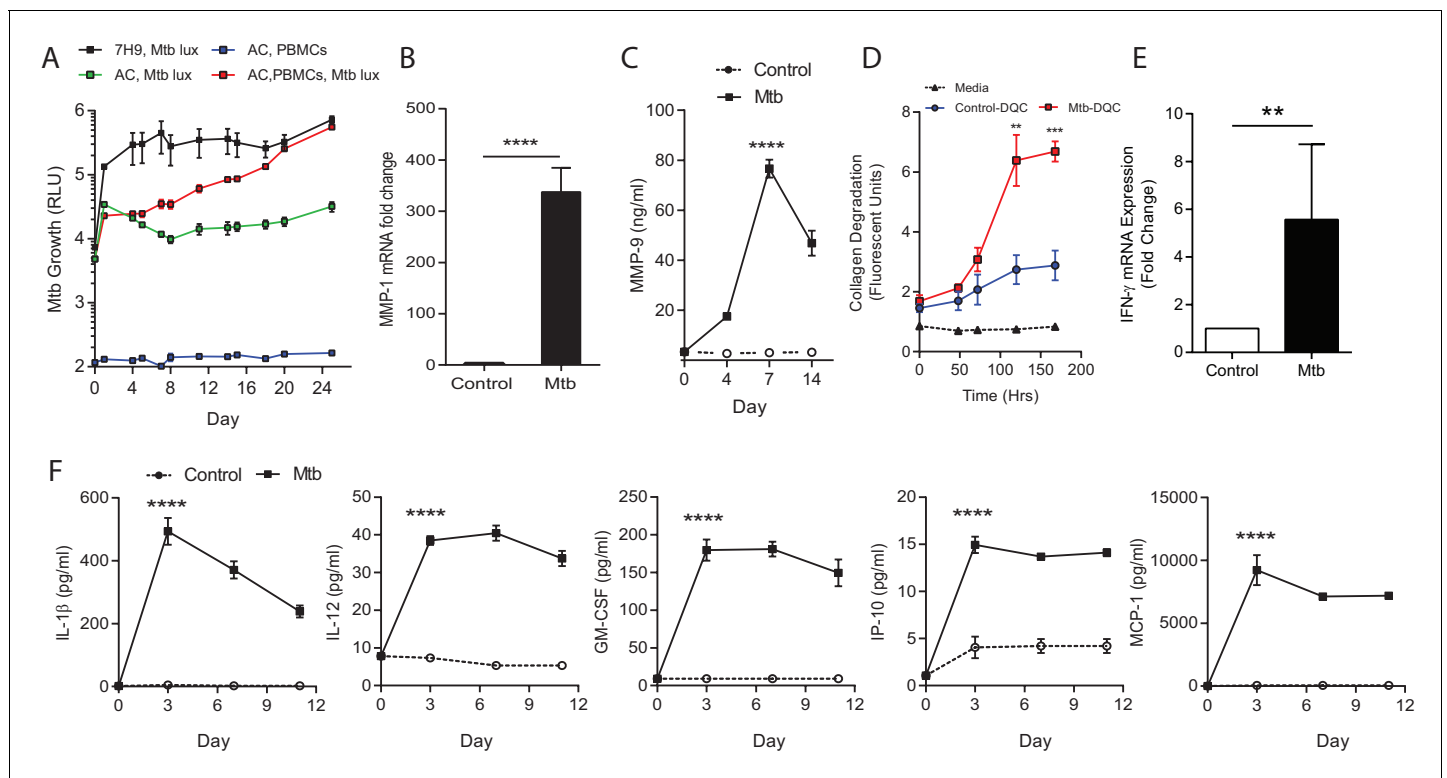 A
7H9, Mtb lux
AC, PBMCs
AC, Mtb lux
AC,PBMCs, Mtb lux
Mtb Growth (RLU)
6
5
4
3
2
0 4 8 12 16 20 24
Day
B
MMP-1 mRNA fold change
500
400
300
200
100
0
****
Control Mtb
C
Control
Mtb
MMP-9 (ng/ml)
100
80
60
40
20
****
0 4 7 14
Day
D
Media
Control-DQC
Mtb-DQC
Collagen Degradation
(Fluorescent Units)
8
6
4
2
0
** ***
0 50 100 150 200
Time (Hrs)
E
IFN-γ mRNA Expression
(Fold Change)
10
8
6
4
2
0
**
Control Mtb
F
Control
Mtb
IL-1β (pg/ml)
600
400
200
0
****
0 3 6 9 12
Day
IL-12 (pg/ml)
50
40
30
20
10
0
****
0 3 6 9 12
Day
GM-CSF (pg/ml)
250
200
150
100
50
0
****
0 3 6 9 12
Day
IP-10 (pg/ml)
20
15
10
5
0
****
0 3 6 9 12
Day
MCP-1 (pg/ml)
15000
10000
5000
0
****
0 3 6 9 12
Day